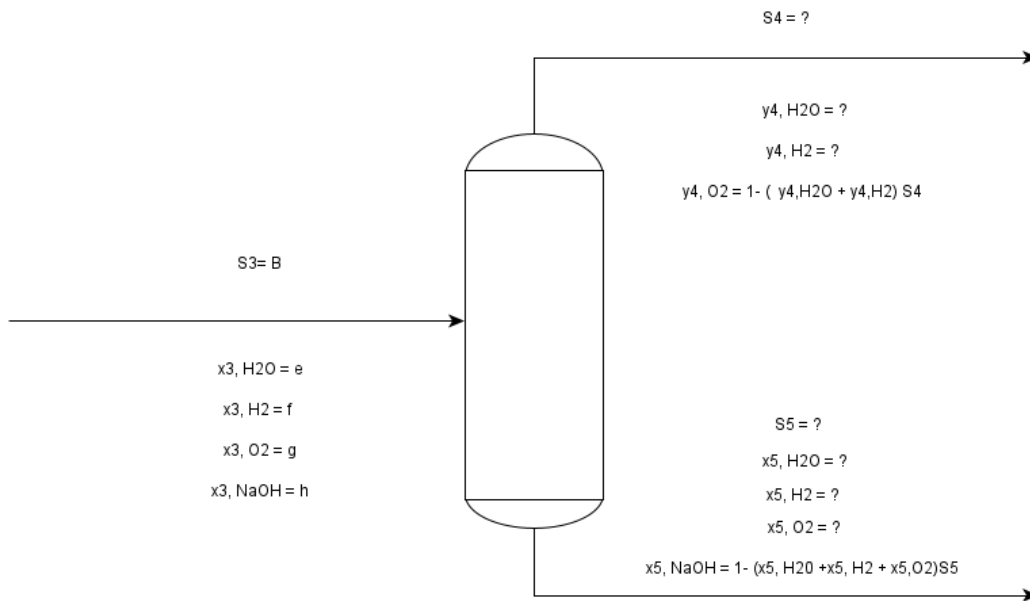 S4 = ?
y4, H2O = ?
y4, H2 = ?
y4, O2 = 1- ( y4,H2O + y4,H2) S4
S3= B
x3, H2O = e
x3, H2 = f
x3, O2 = g
x3, NaOH = h
S5 = ?
x5, H2O = ?
x5, H2 = ?
x5, O2 = ?
x5, NaOH = 1- (x5, H20 +x5, H2 + x5,O2)S5